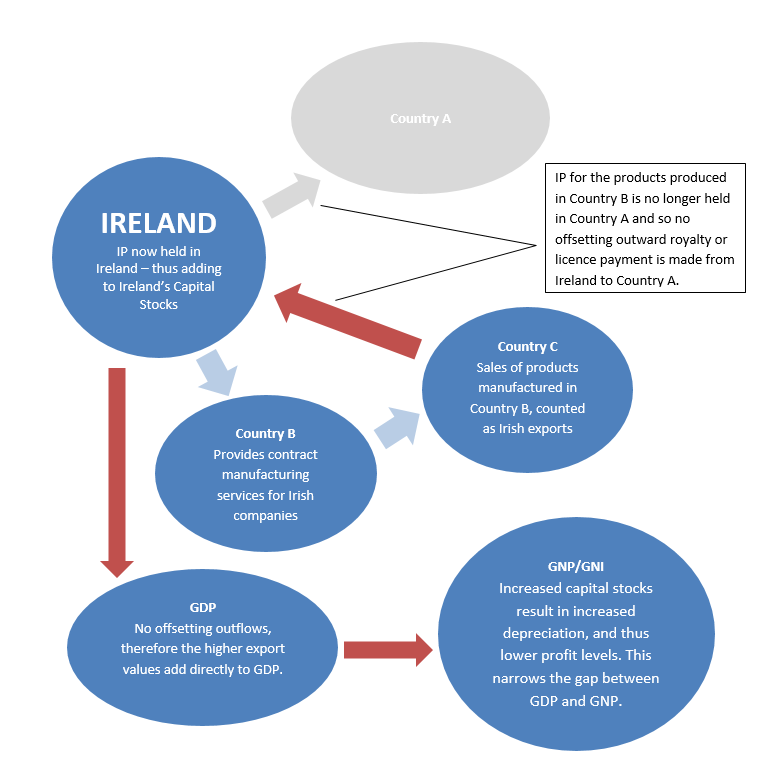 Country A
IP for the products produced
in Country B is no longer held
in Country A and so no
offsetting outward royalty or
licence payment is made from
Ireland to Country A.
IRELAND
IP now held in
Ireland – thus adding
to Ireland's Capital
Stocks
Country C
Sales of products
manufactured in
Country B, counted
as Irish exports
Country B
Provides contract
manufacturing
services for Irish
companies
GDP
No offsetting outflows,
therefore the higher export
values add directly to GDP.
GNP/GNI
Increased capital stocks
result in increased
depreciation, and thus
lower profit levels. This
narrows the gap between
GDP and GNP.